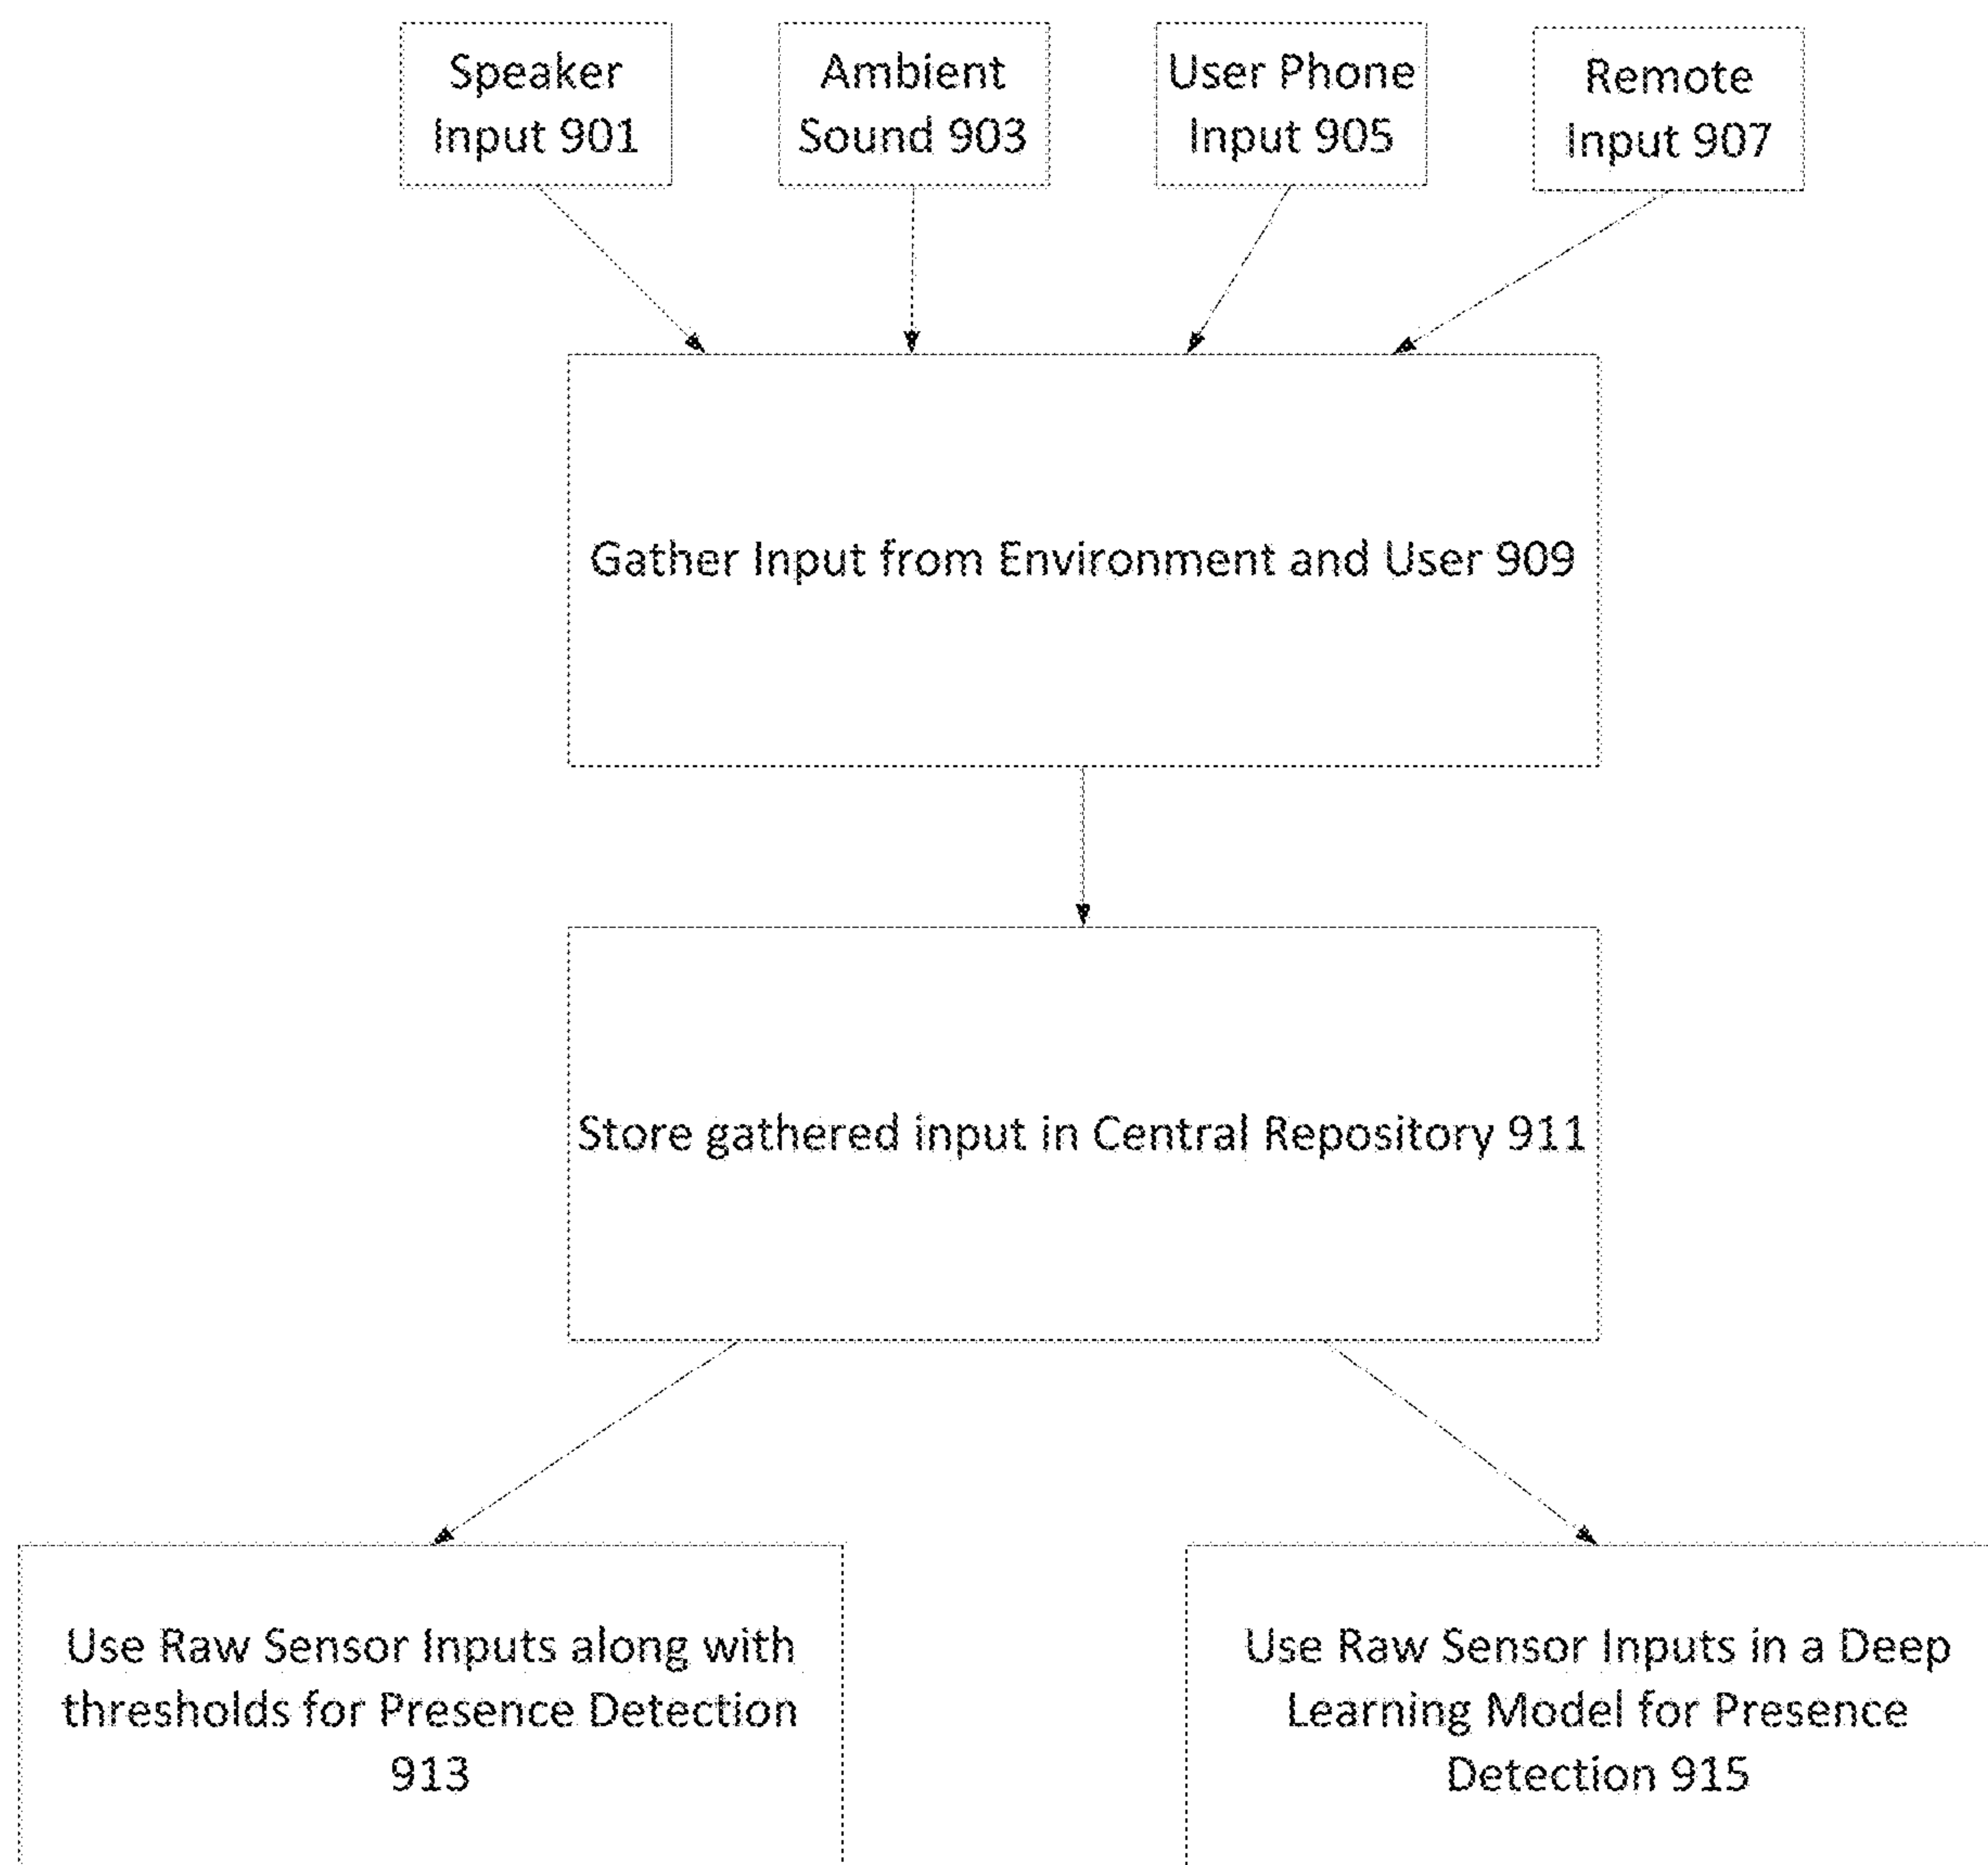 Speaker
Input 901
Ambient
Sound 903
User Phone
Input 905
Remote
Input 907
Gather Input from Environment and User 909
Store gathered input in Central Repository 911
Use Raw Sensor Inputs along with
thresholds for Presence Detection
913
Use Raw Sensor Inputs in a Deep
Learning Model for Presence
Detection 915